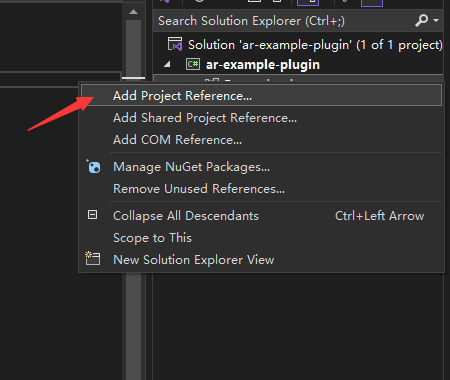 Search Solution Explorer (Ctrl+;)
Solution 'ar-example-plugin' (1 of 1 project)
C#
ar-example-plugin
Add Project Reference...
Add Shared Project Reference...
Add COM Reference...
Manage NuGet Packages...
Remove Unused References...
Collapse All Descendants Ctrl+Left Arrow
Scope to This
New Solution Explorer View